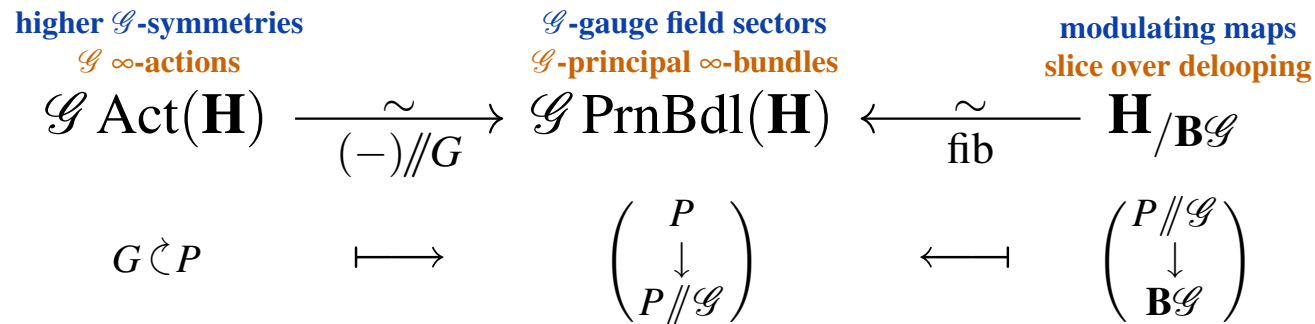 higher 𝒢-symmetries 𝒢-gauge field sectors modulating maps
𝒢 ∞-actions 𝒢-principal ∞-bundles slice over delooping
𝒢 Act(𝐇) ∼ 𝒢 PrnBdl(𝐇) ∼ 𝐇/𝐁𝒢
(−)⫽G fib
G ⤿ P ⟼ (P ↓ P⫽𝒢) ⟻ (P⫽𝒢 ↓ 𝐁𝒢)